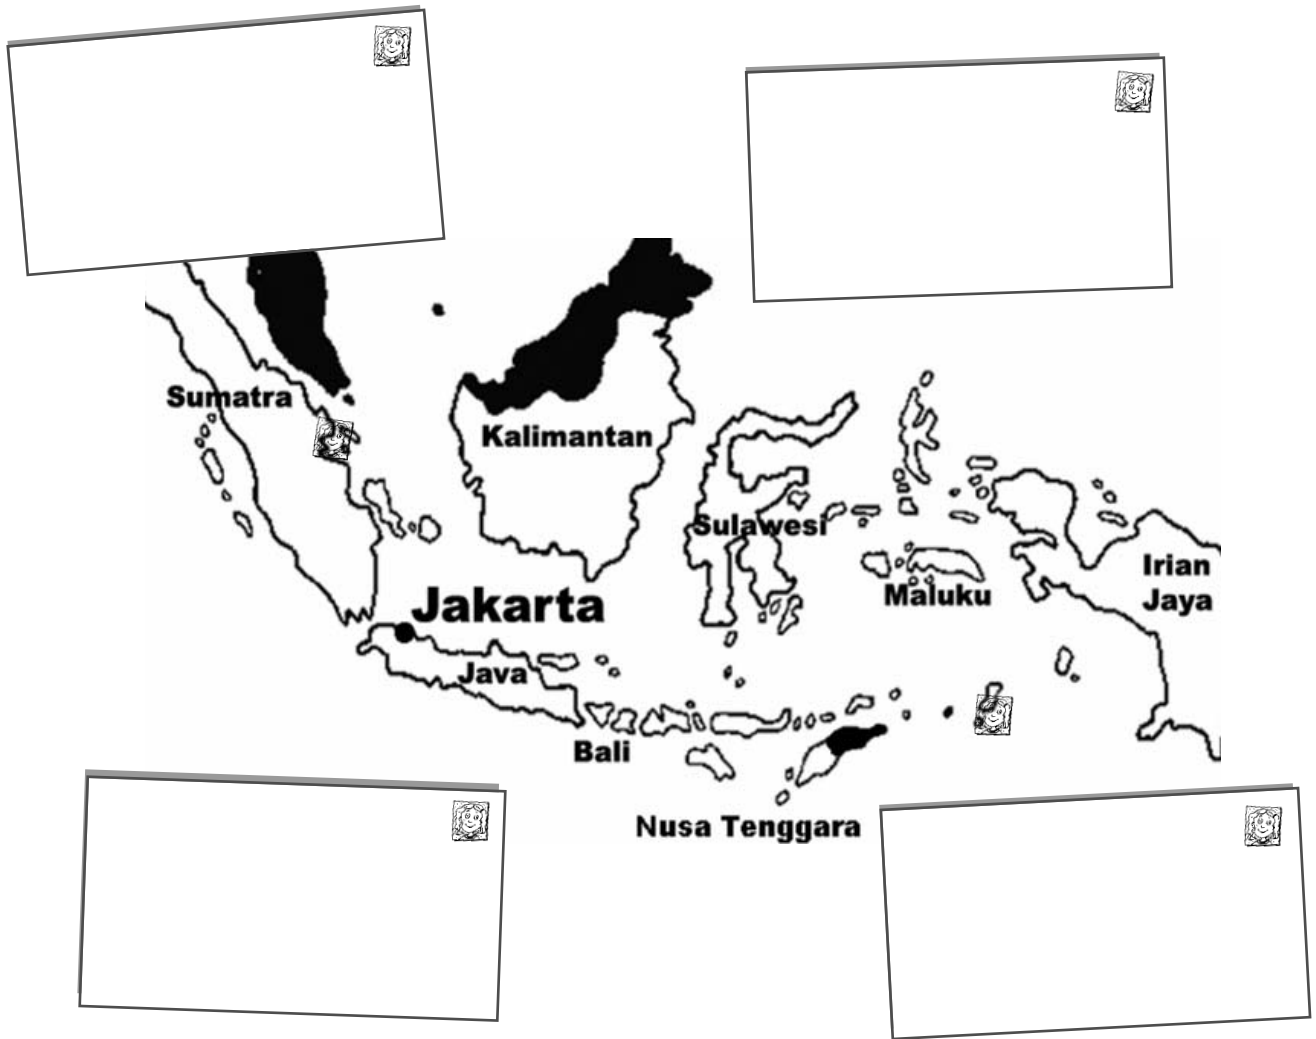 Sumatra
Kalimantan
Sulawesi
Irian
Jaya
Maluku
Jakarta
Java
Bali
Nusa Tenggara